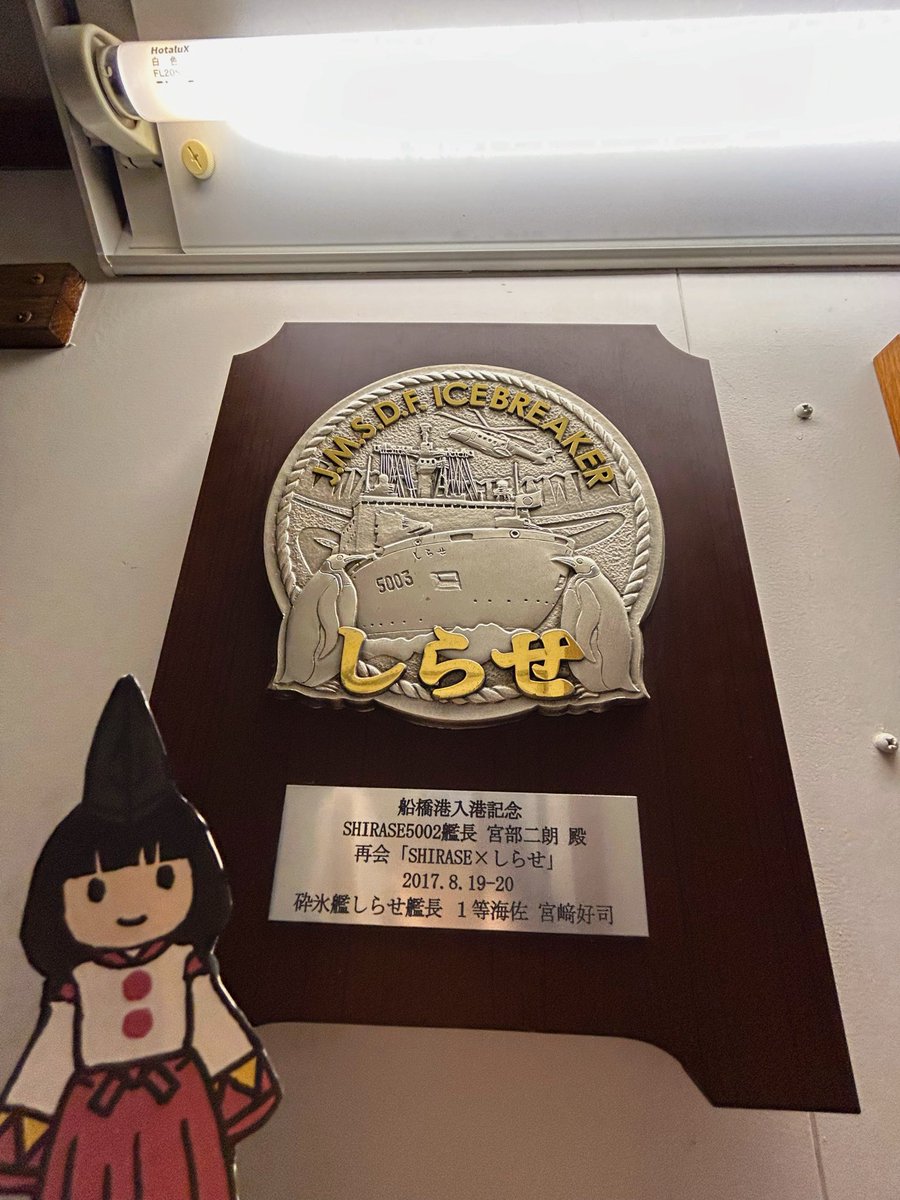 HotaluX
白 色
J.M.S.D.F. ICEBREAKER
しらせ
5003
しらせ
船橋港入港記念
SHIRASE5002艦長 宮部二朗 殿
再会「SHIRASE×しらせ」
2017.8.19-20
砕氷艦しらせ艦長 1等海佐 宮﨑好司